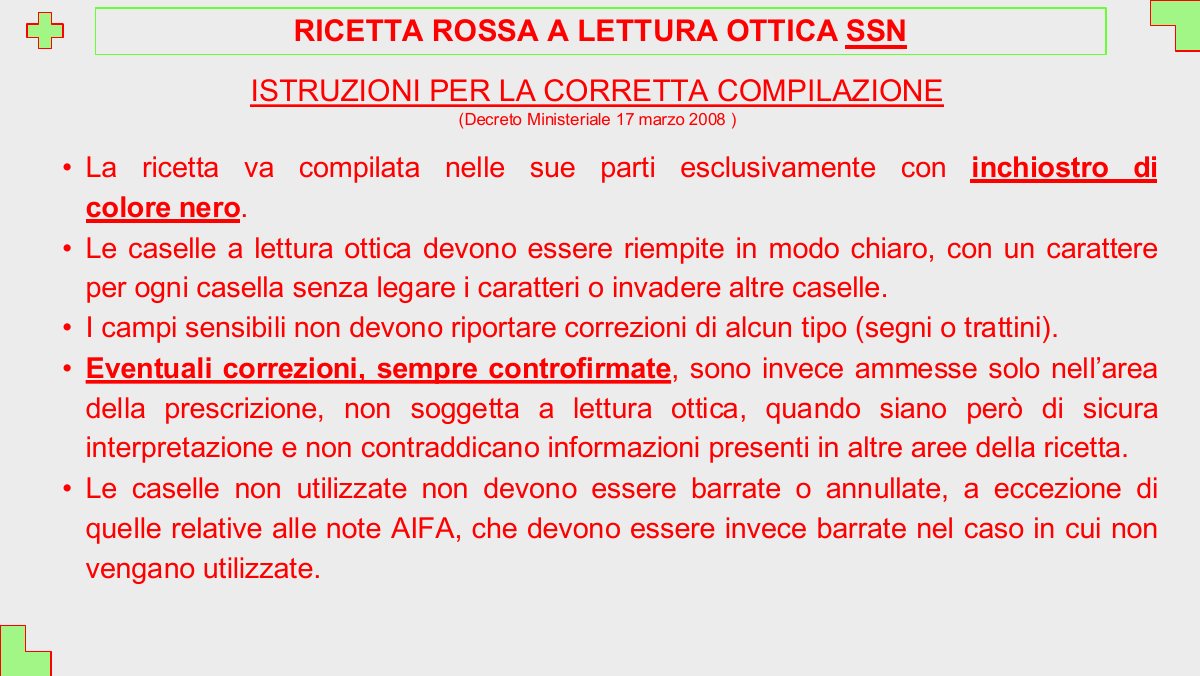 RICETTA ROSSA A LETTURA OTTICA SSN
ISTRUZIONI PER LA CORRETTA COMPILAZIONE
(Decreto Ministeriale 17 marzo 2008 )
• La ricetta va compilata nelle sue parti esclusivamente con inchiostro di
colore nero.
• Le caselle a lettura ottica devono essere riempite in modo chiaro, con un carattere
per ogni casella senza legare i caratteri o invadere altre caselle.
• I campi sensibili non devono riportare correzioni di alcun tipo (segni o trattini).
• Eventuali correzioni, sempre controfirmate, sono invece ammesse solo nell’area
della prescrizione, non soggetta a lettura ottica, quando siano però di sicura
interpretazione e non contraddicano informazioni presenti in altre aree della ricetta.
• Le caselle non utilizzate non devono essere barrate o annullate, a eccezione di
quelle relative alle note AIFA, che devono essere invece barrate nel caso in cui non
vengano utilizzate.